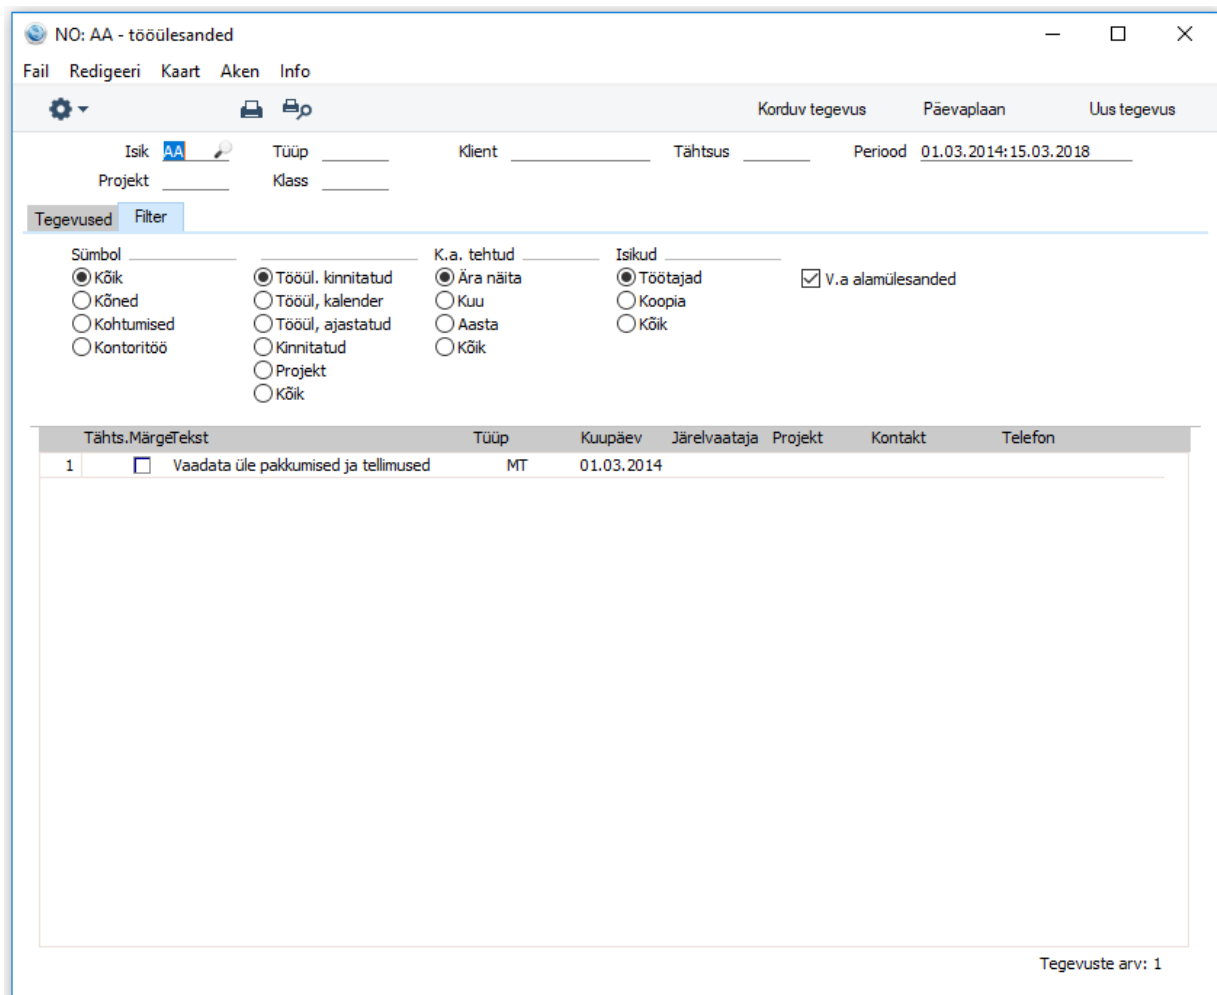 NO: AA - tööülesanded
Fail Redigeeri Kaart Aken Info
Korduv tegevus Päevaplaan Uus tegevus
Isik AA Tüüp Klient Tähtsus Periood 01.03.2014:15.03.2018
Projekt Klass
Tegevused Filter
Sümbol K.a. tehtud Isikud
Kõik Tööül. kinnitatud Ära näita Töötajad V.a alamülesanded
Kõned Tööül, kalender Kuu Koopia
Kohtumised Tööül, ajastatud Aasta Kõik
Kontoritöö Kinnitatud Kõik
Projekt
Kõik
Tähts.MärgeTekst Tüüp Kuupäev Järelvaataja Projekt Kontakt Telefon
1 Vaadata üle pakkumised ja tellimused MT 01.03.2014
Tegevuste arv: 1